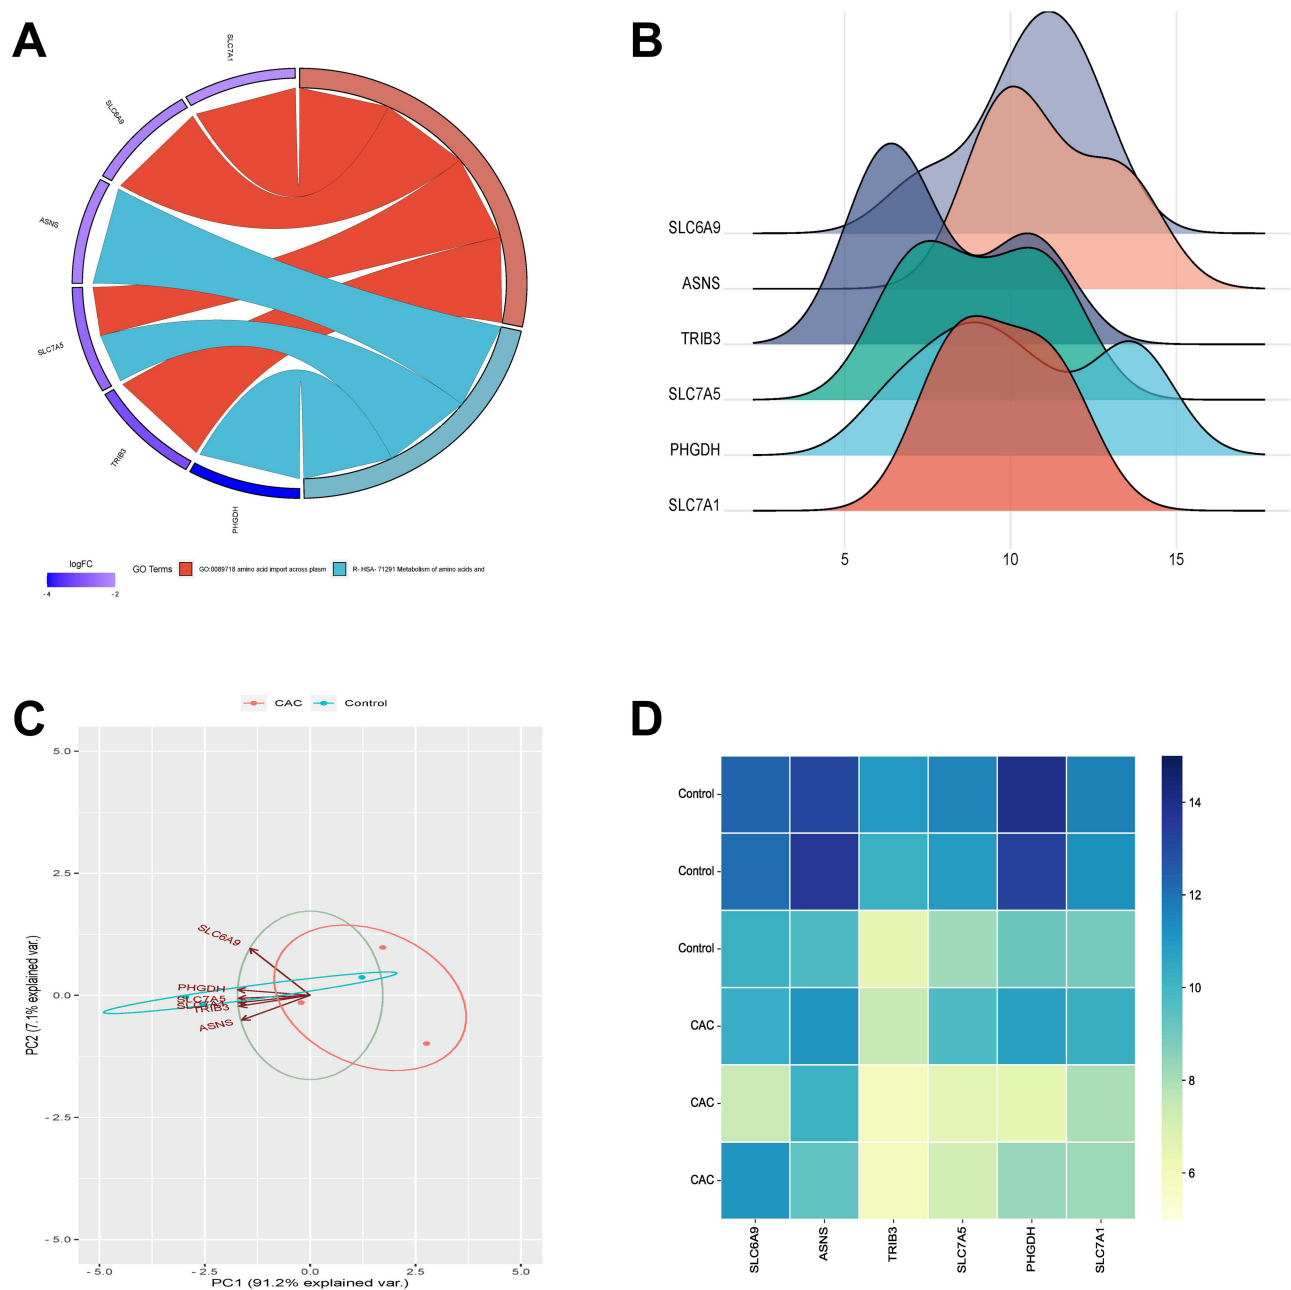 A
SLC7A1
SLC6A9
ASNS
SLC7A5
TRIB3
PHGDH
logFC
-4 -2
GO Terms
GO:0089718 amino acid import across plasm
R- HSA- 71291 Metabolism of amino acids and
B
SLC6A9
ASNS
TRIB3
SLC7A5
PHGDH
SLC7A1
5 10 15
C
CAC Control
PC2 (7.1% explained var.)
5.0
2.5
0.0
-2.5
-5.0
SLC6A9
PHGDH
SLC7A5
SLC7A1
TRIB3
ASNS
-5.0 -2.5 0.0 2.5 5.0
PC1 (91.2% explained var.)
D
Control
Control
Control
CAC
CAC
CAC
SLC6A9 ASNS TRIB3 SLC7A5 PHGDH SLC7A1
14
12
10
8
6